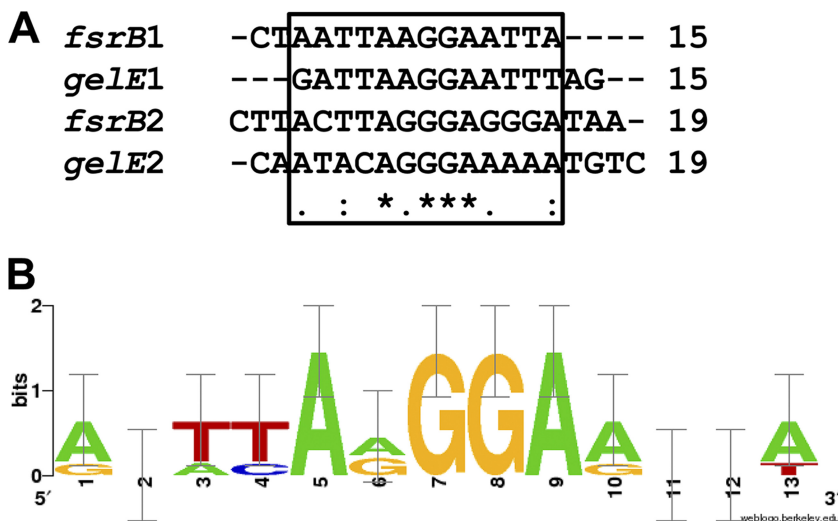 A
fsrB1 -CTAATTAAGGAATTA---- 15
gelE1 ---GATTAAGGAATTTAG-- 15
fsrB2 CTTACTTAGGGAGGGATAA- 19
gelE2 -CAATACAGGGAAAAATGTC 19
. : *.***. :
B
2
bits
1
0
A G T A T C A A G G G A A G A T
5′ 1 2 3 4 5 6 7 8 9 10 11 12 13 3′
weblogo.berkeley.edu